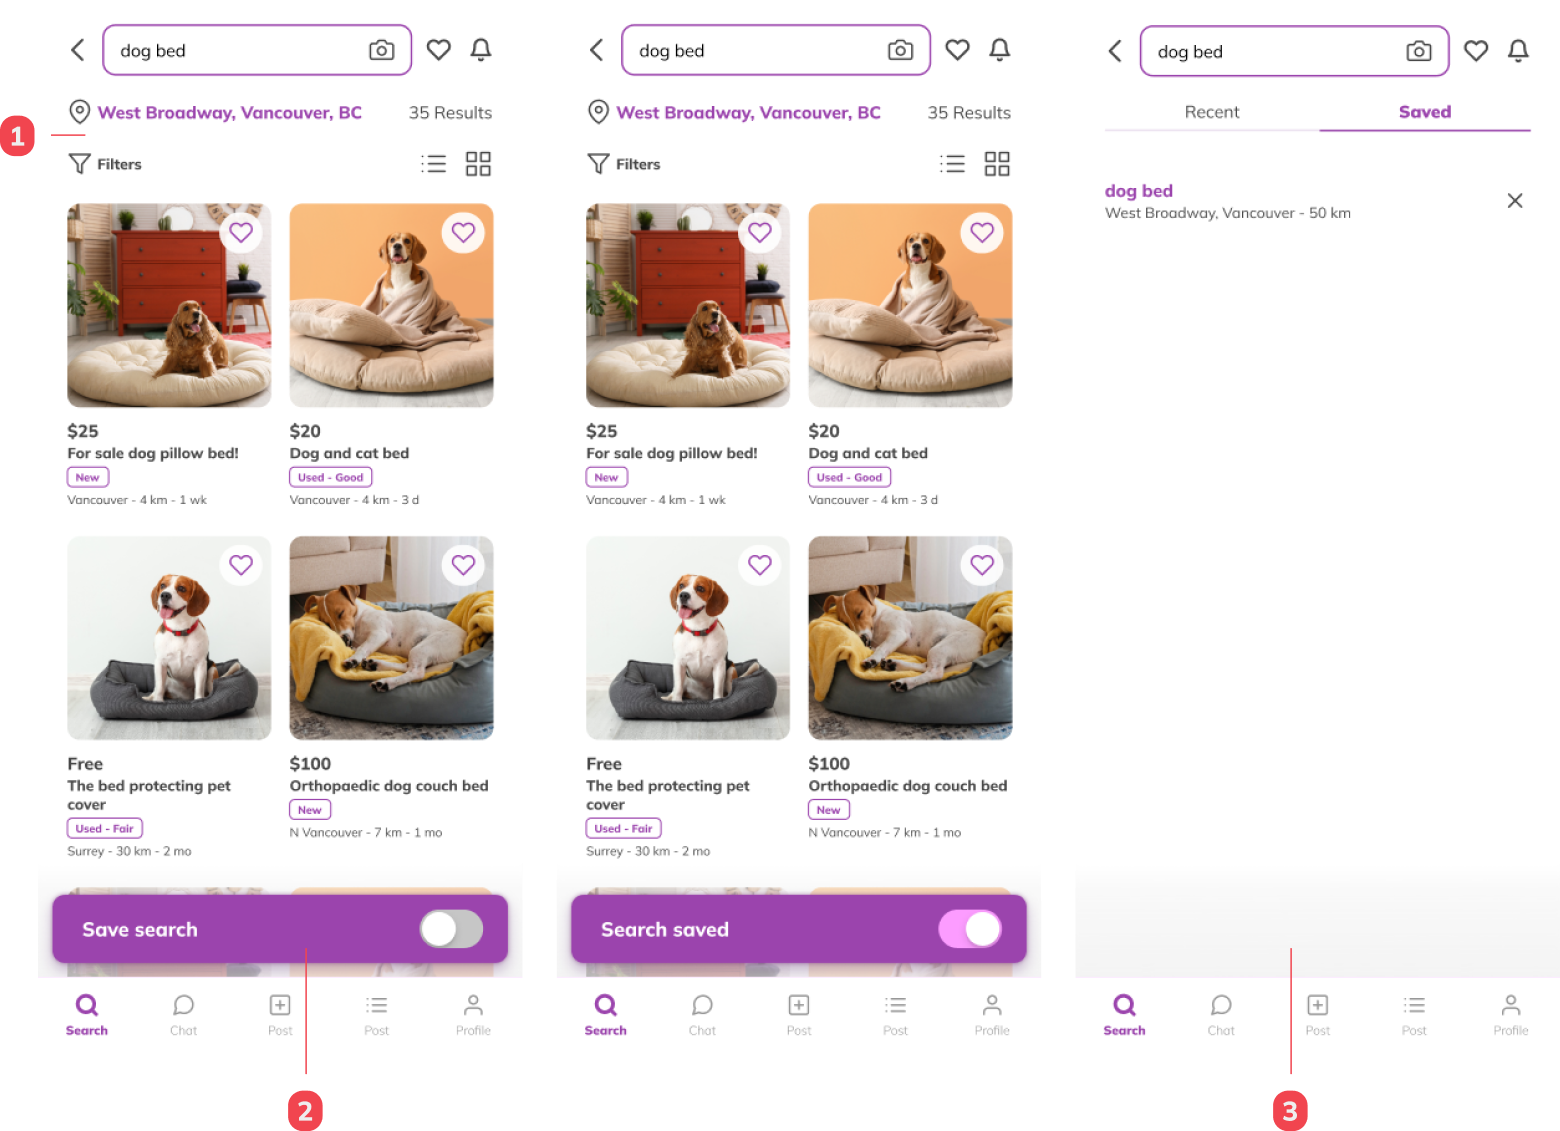 dog bed
West Broadway, Vancouver, BC
35 Results
1
Filters
$25
For sale dog pillow bed!
New
Vancouver - 4 km - 1 wk
$20
Dog and cat bed
Used - Good
Vancouver - 4 km - 3 d
Free
The bed protecting pet
cover
Used - Fair
Surrey - 30 km - 2 mo
$100
Orthopaedic dog couch bed
New
N Vancouver - 7 km - 1 mo
Save search
Search
Chat
Post
Post
Profile
2
dog bed
West Broadway, Vancouver, BC
35 Results
Filters
$25
For sale dog pillow bed!
New
Vancouver - 4 km - 1 wk
$20
Dog and cat bed
Used - Good
Vancouver - 4 km - 3 d
Free
The bed protecting pet
cover
Used - Fair
Surrey - 30 km - 2 mo
$100
Orthopaedic dog couch bed
New
N Vancouver - 7 km - 1 mo
Search saved
Search
Chat
Post
Post
Profile
dog bed
Recent
Saved
dog bed
West Broadway, Vancouver - 50 km
Search
Chat
Post
Post
Profile
3